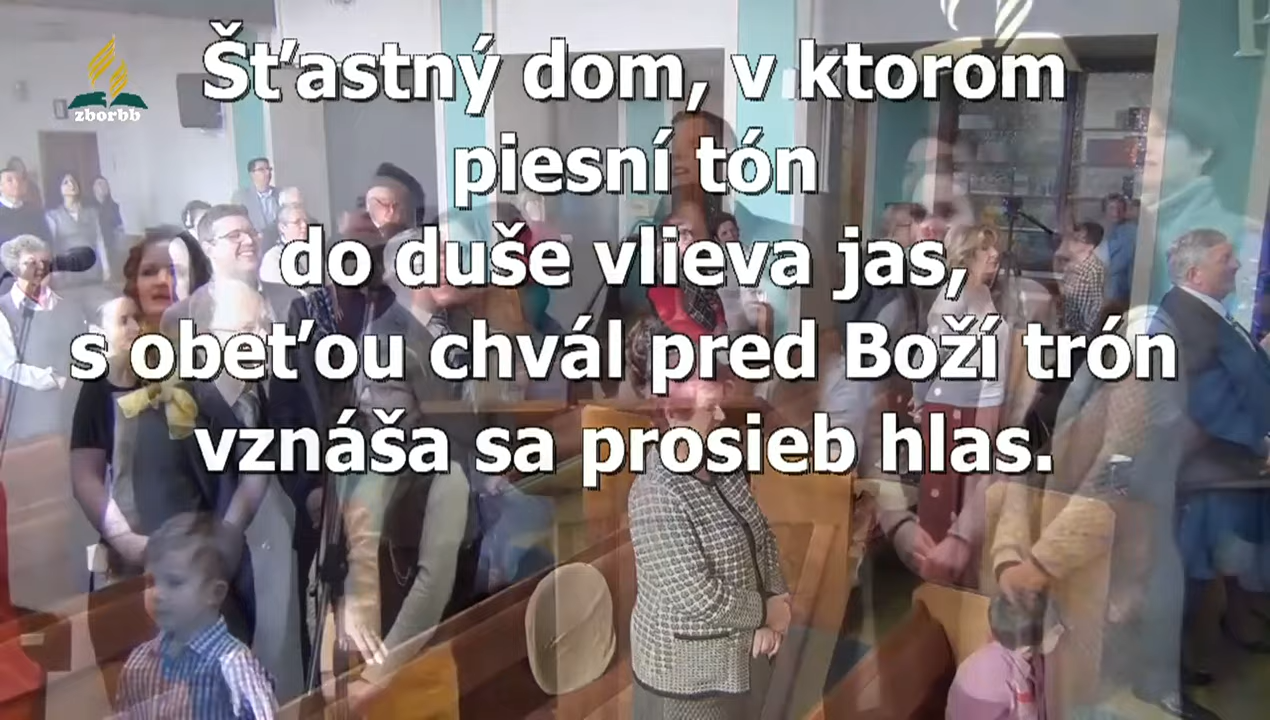 Šťastný dom, v ktorom
piesní tón
do duše vlieva jas,
s obeťou chvál pred Boží trón
vznáša sa prosieb hlas.
zborbb